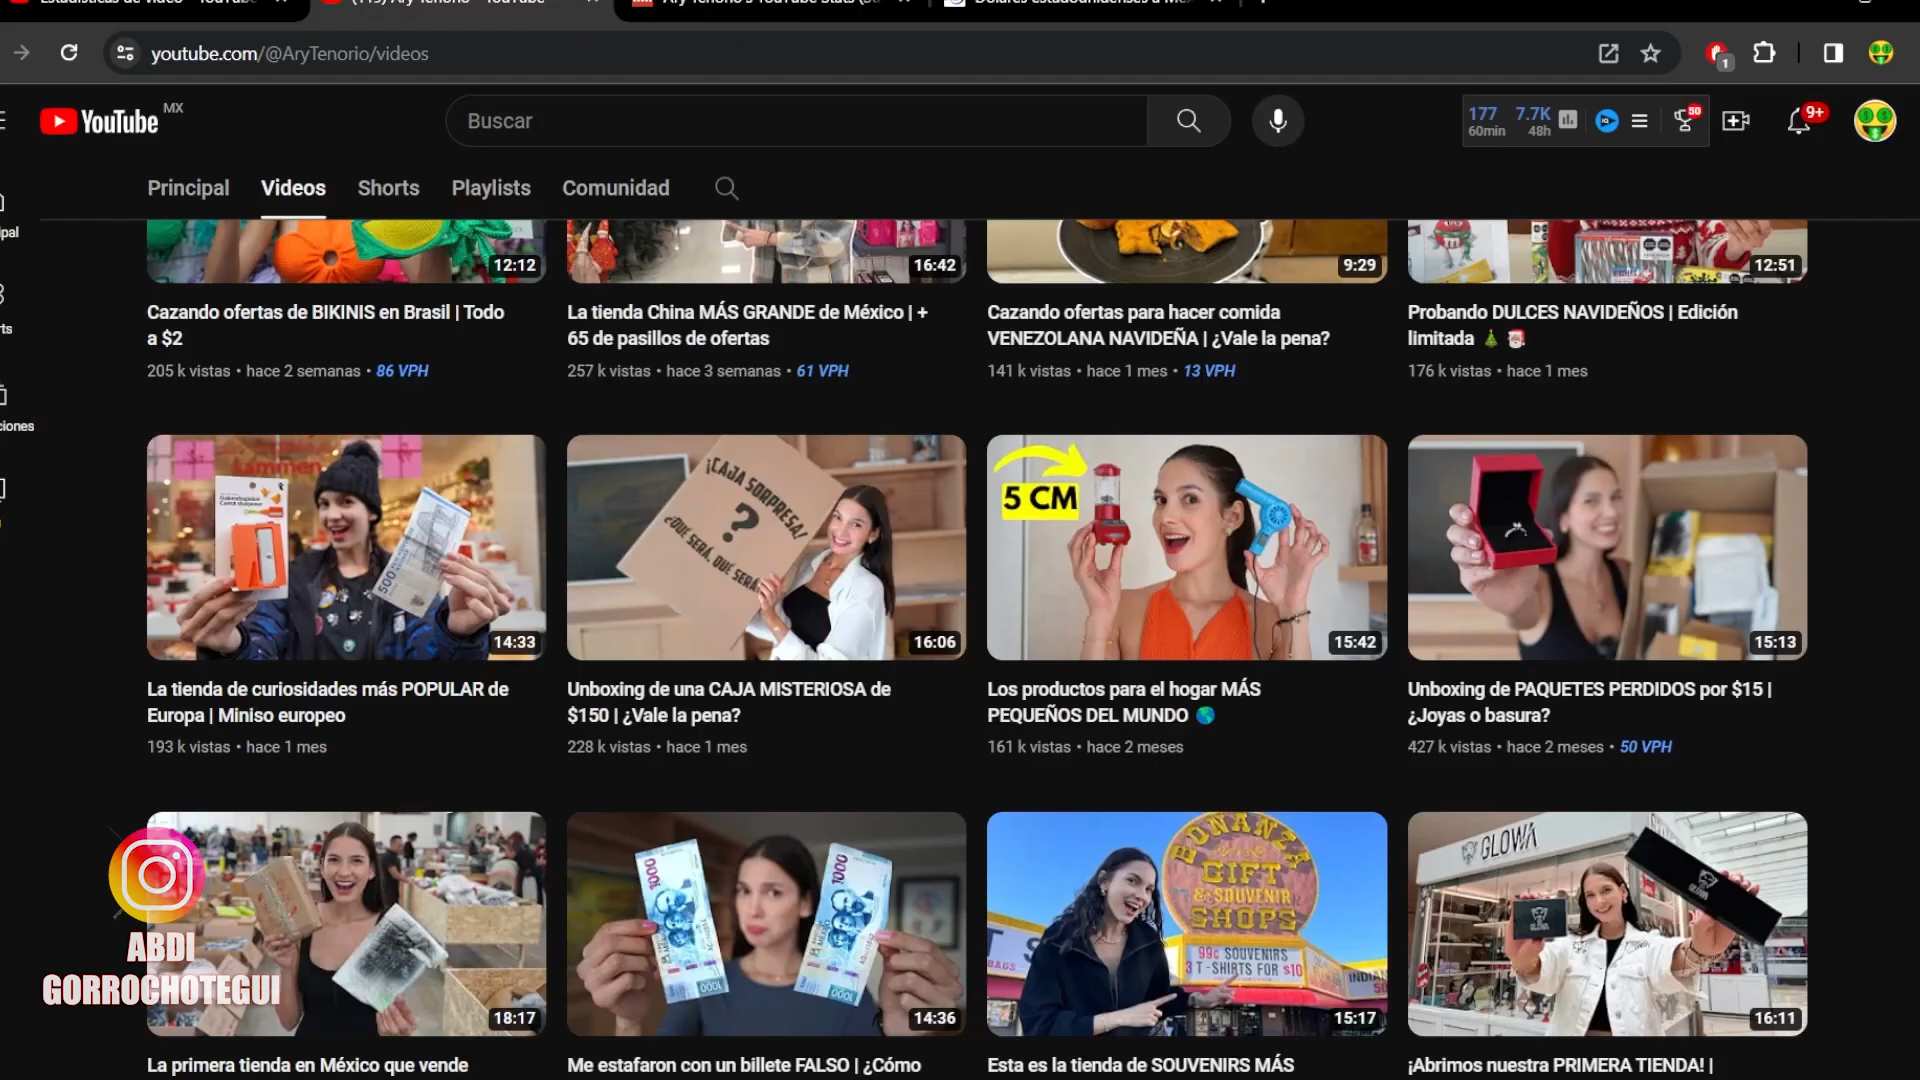 youtube.com/@AryTenorio/videos
1
YouTube MX
Buscar
177 7.7K
60min 48h
50
9+
Principal Videos Shorts Playlists Comunidad
12:12
16:42
9:29
12:51
Cazando ofertas de BIKINIS en Brasil | Todo
a $2
205 k vistas • hace 2 semanas • 86 VPH
La tienda China MÁS GRANDE de México | +
65 de pasillos de ofertas
257 k vistas • hace 3 semanas • 61 VPH
Cazando ofertas para hacer comida
VENEZOLANA NAVIDEÑA | ¿Vale la pena?
141 k vistas • hace 1 mes • 13 VPH
Probando DULCES NAVIDEÑOS | Edición
limitada 🎄 🎅
176 k vistas • hace 1 mes
500
14:33
¡CAJA SORPRESA!
?
¿QUÉ SERÁ, QUÉ SERÁ
16:06
5 CM
15:42
15:13
La tienda de curiosidades más POPULAR de
Europa | Miniso europeo
193 k vistas • hace 1 mes
Unboxing de una CAJA MISTERIOSA de
$150 | ¿Vale la pena?
228 k vistas • hace 1 mes
Los productos para el hogar MÁS
PEQUEÑOS DEL MUNDO 🌎
161 k vistas • hace 2 meses
Unboxing de PAQUETES PERDIDOS por $15 |
¿Joyas o basura?
427 k vistas • hace 2 meses • 50 VPH
ABDI
GORROCHOTEGUI
18:17
1000
1000
14:36
BONANZA
GIFT
& SOUVENIR
SHOPS
99¢ SOUVENIRS
3 T-SHIRTS FOR $10
BAGS
INDIAN
15:17
GLOWA
GLOWA
16:11
La primera tienda en México que vende
Me estafaron con un billete FALSO | ¿Cómo
Esta es la tienda de SOUVENIRS MÁS
¡Abrimos nuestra PRIMERA TIENDA! |